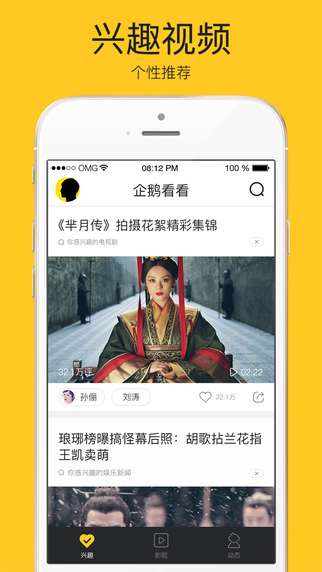 兴趣视频
个性推荐
OMG 08:12 PM 100 %
企鹅看看
《芈月传》拍摄花絮精彩集锦
你感兴趣的电视剧
32.1万评 02:22
孙俪 刘涛 32.1万
琅琊榜曝搞怪幕后照：胡歌拈兰花指
王凯卖萌
你感兴趣的娱乐新闻
兴趣 影院 动态